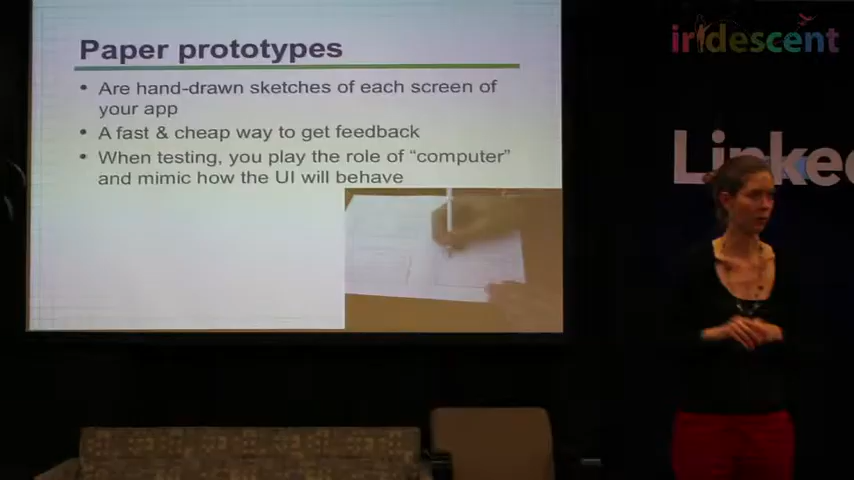 Paper prototypes
• Are hand-drawn sketches of each screen of
your app
• A fast & cheap way to get feedback
• When testing, you play the role of “computer”
and mimic how the UI will behave
iridescent
Linked